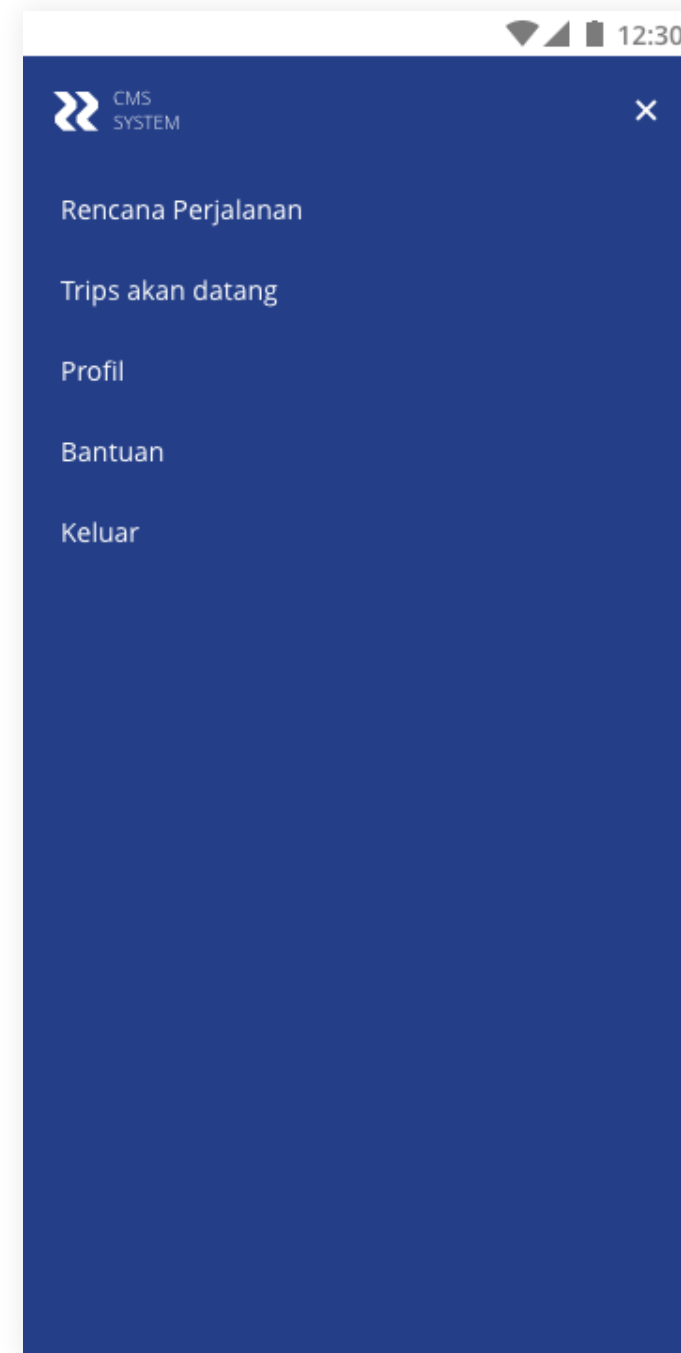 12:30
CMS
SYSTEM
Rencana Perjalanan
Trips akan datang
Profil
Bantuan
Keluar